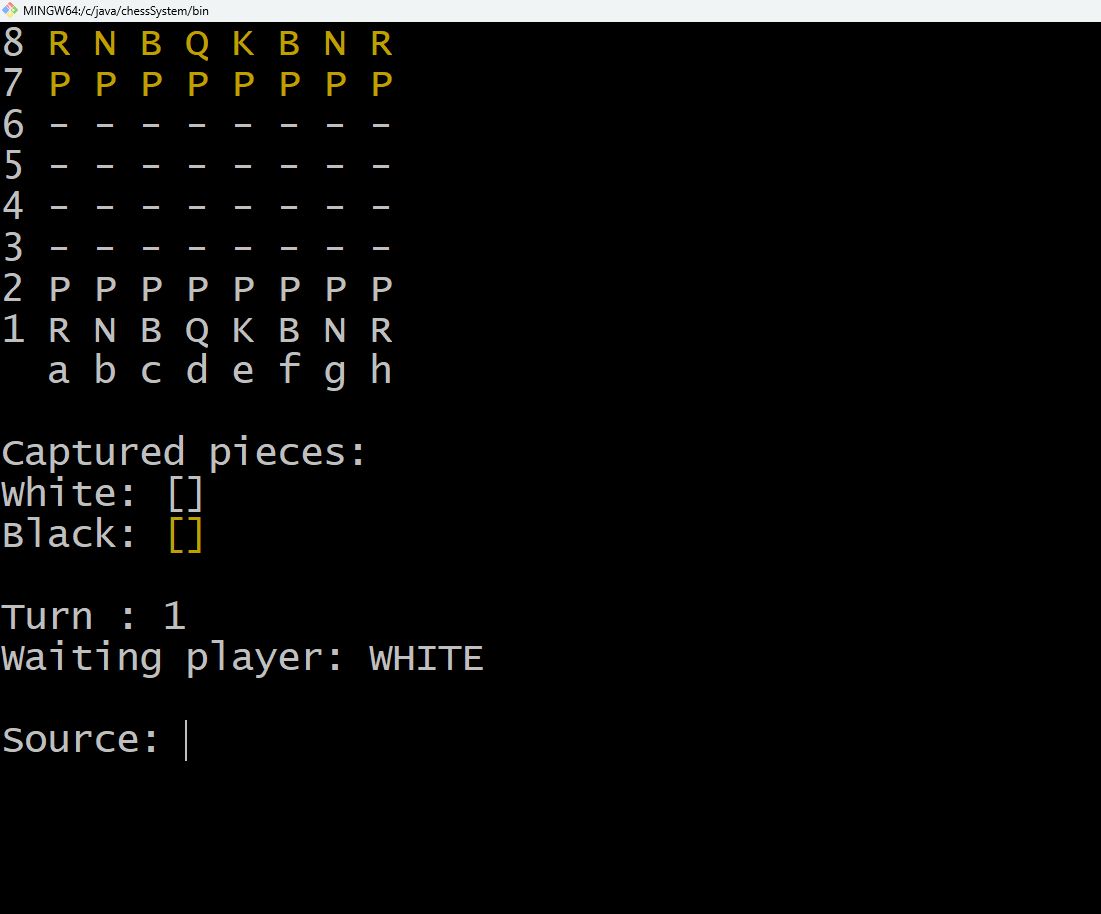 MINGW64:/c/java/chessSystem/bin
8 R N B Q K B N R
7 P P P P P P P P
6 - - - - - - - -
5 - - - - - - - -
4 - - - - - - - -
3 - - - - - - - -
2 P P P P P P P P
1 R N B Q K B N R
  a b c d e f g h
Captured pieces:
White: []
Black: []
Turn : 1
Waiting player: WHITE
Source: